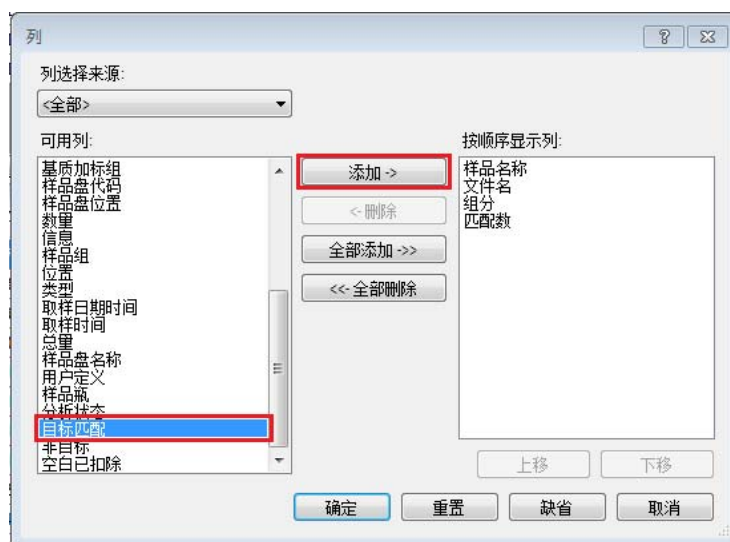 列
列选择来源:
<全部>
可用列:
按顺序显示列:
基质加标组
样品盘代码
样品盘位置
数量
信息
样品组
位置
类型
取样日期时间
取样时间
总量
样品盘名称
用户定义
样品瓶
分析状态
目标匹配
非目标
空白已扣除
添加 ->
<- 删除
全部添加 ->>
<<- 全部删除
样品名称
文件名
组分
匹配数
上移
下移
确定
重置
缺省
取消